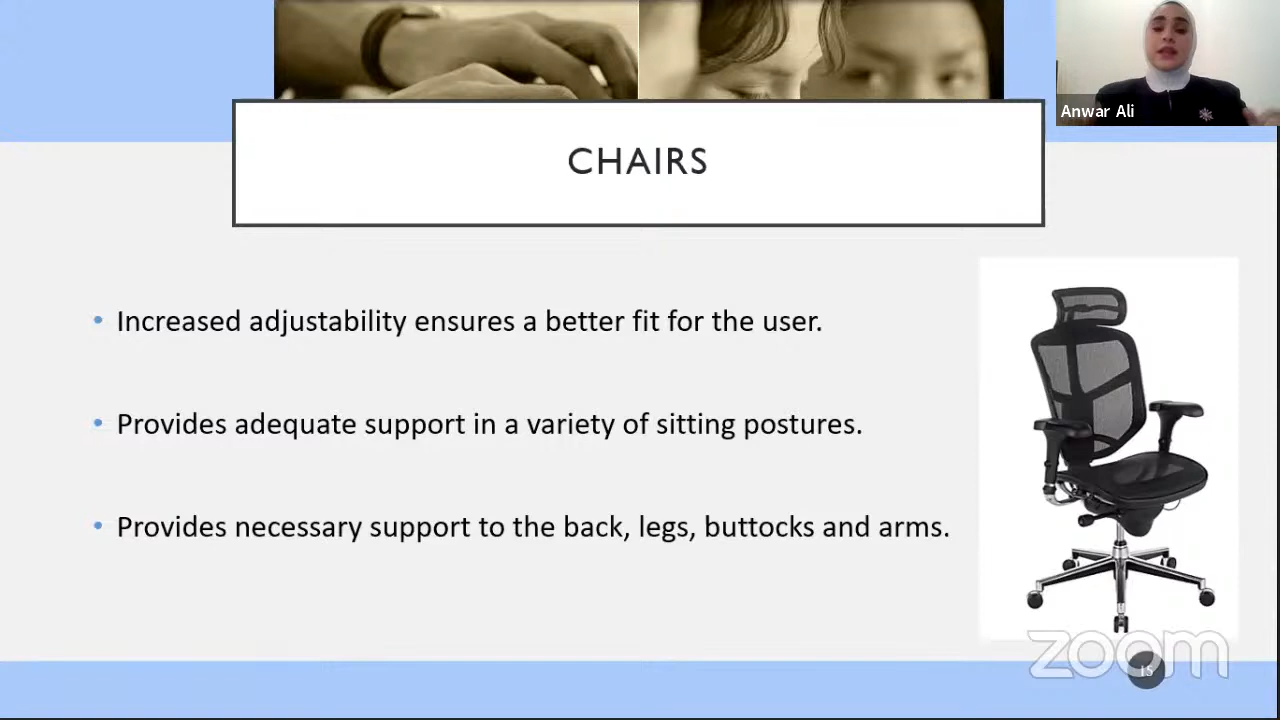 Anwar Ali
CHAIRS
• Increased adjustability ensures a better fit for the user.
• Provides adequate support in a variety of sitting postures.
• Provides necessary support to the back, legs, buttocks and arms.
zoom
15